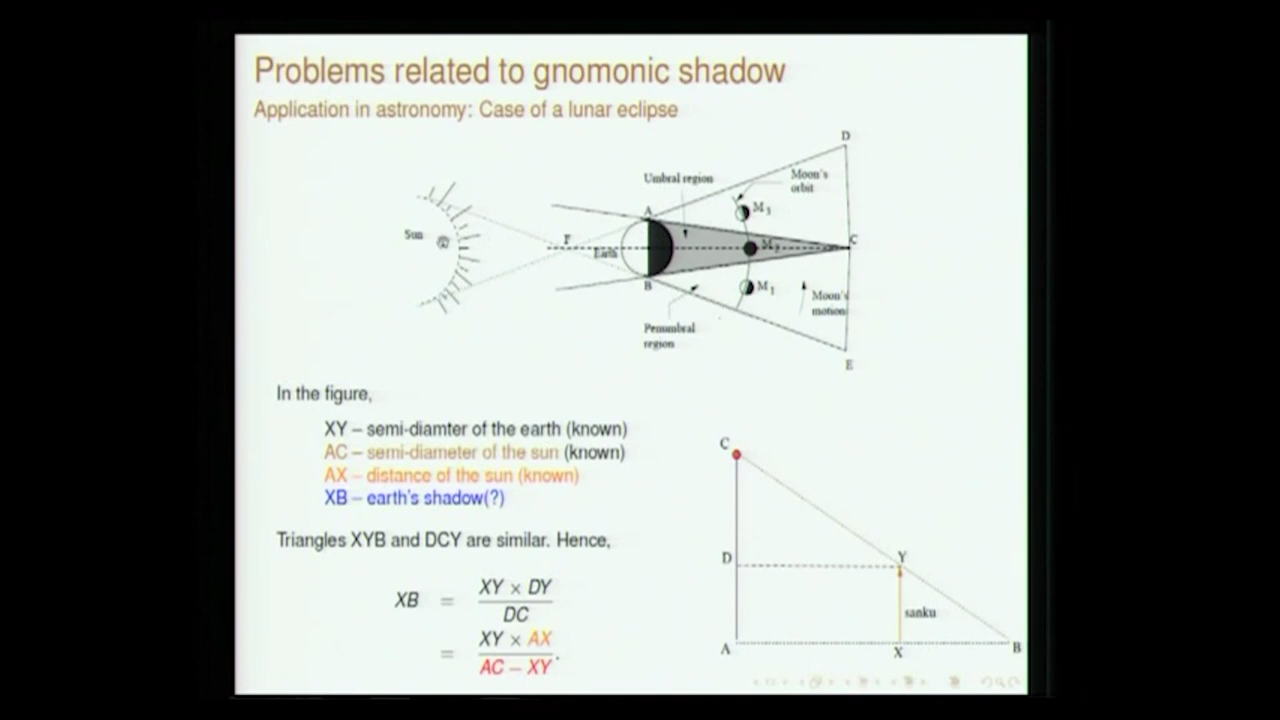 Problems related to gnomonic shadow
Application in astronomy: Case of a lunar eclipse
D
Umbral region
Moon's
orbit
A
M3
Sun
F
Earth
M2
C
B
M1
Moon's
motion
Penumbral
region
E
In the figure,
XY – semi-diamter of the earth (known)
AC – semi-diameter of the sun (known)
AX – distance of the sun (known)
XB – earth's shadow(?)
Triangles XYB and DCY are similar. Hence,
XB = XY × DY / DC
= XY × AX / AC – XY .
C
D
Y
sanku
A
X
B